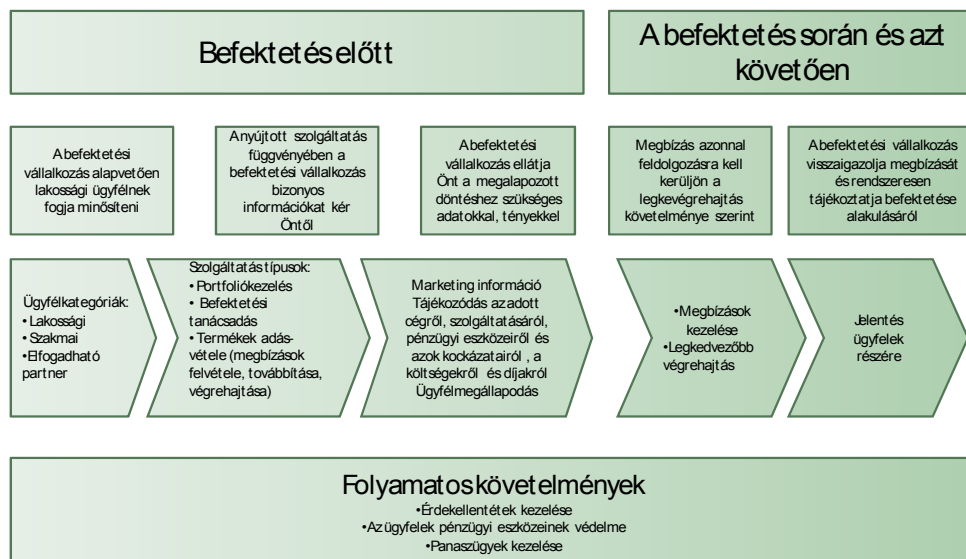 Befektetés előtt
A befektetés során és azt
követően
A befektetési
vállalkozás alapvetően
lakossági ügyfélnek
fogja minősíteni
A nyújtott szolgáltatás
függvényében a
befektetési vállalkozás
bizonyos
információkat kér
Öntől
A befektetési
vállalkozás ellátja
Önt a megalapozott
döntéshez szükséges
adatokkal, tényekkel
Megbízás azonnal
feldolgozásra kell
kerüljön a
legkevégrehajtás
követelménye szerint
A befektetési vállalkozás
visszaigazolja megbízását
és rendszeresen
tájékoztatja befektetése
alakulásáról
Ügyfélkategóriák:
• Lakossági
• Szakmai
• Elfogadható
partner
Szolgáltatás típusok:
• Portfoliókezelés
• Befektetési
tanácsadás
• Termékek adás-
vétele (megbízások
felvétele, továbbítása,
végrehajtása)
Marketing információ
Tájékozódás az adott
cégről, szolgáltatásáról,
pénzügyi eszközeiről és
azok kockázatairól , a
költségekről és díjakról
Ügyfélmegállapodás
• Megbízások
kezelése
• Legkedvezőbb
végrehajtás
Jelentés
ügyfelek
részére
Folyamatos követelmények
• Érdekellentétek kezelése
• Az ügyfelek pénzügyi eszközeinek védelme
• Panaszügyek kezelése